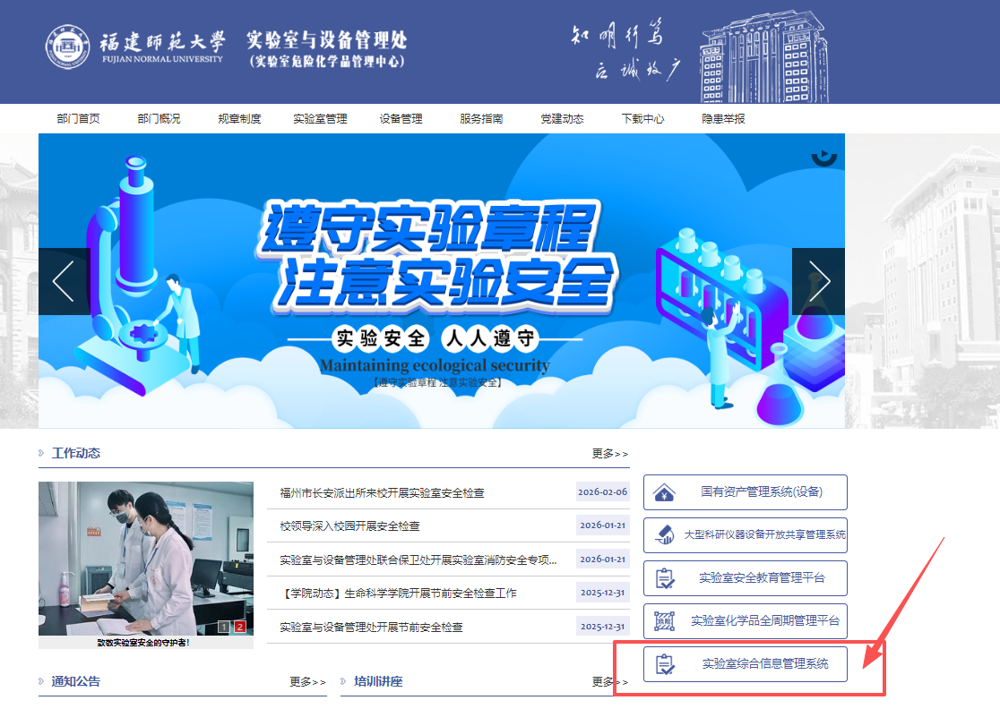 福建师范大学
FUJIAN NORMAL UNIVERSITY
实验室与设备管理处
(实验室危险化学品管理中心)
知明行笃
立诚致广
部门首页 部门概况 规章制度 实验室管理 设备管理 服务指南 党建动态 下载中心 隐患举报
遵守实验章程
注意实验安全
实验安全 人人遵守
Maintaining ecological security
【遵守实验章程 注意实验安全】
工作动态 更多>>
福州市长安派出所来校开展实验室安全检查 2026-02-06
校领导深入校园开展安全检查 2026-01-21
实验室与设备管理处联合保卫处开展实验室消防安全专项... 2026-01-21
【学院动态】生命科学学院开展节前安全检查工作 2025-12-31
实验室与设备管理处开展节前安全检查 2025-12-31
1 2
致敬实验室安全的守护者!
国有资产管理系统(设备)
大型科研仪器设备开放共享管理系统
实验室安全教育管理平台
实验室化学品全周期管理平台
实验室综合信息管理系统
通知公告 更多>>
培训讲座 更多>>